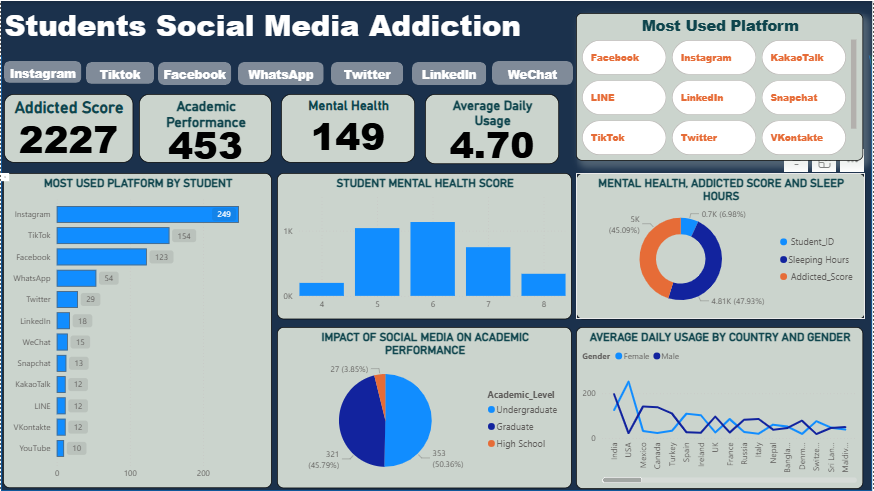 Students Social Media Addiction
Instagram
Tiktok
Facebook
WhatsApp
Twitter
LinkedIn
WeChat
Addicted Score
2227
Academic
Performance
453
Mental Health
149
Average Daily
Usage
4.70
Most Used Platform
Facebook
Instagram
KakaoTalk
LINE
LinkedIn
Snapchat
TikTok
Twitter
VKontakte
MOST USED PLATFORM BY STUDENT
Instagram 249
TikTok 154
Facebook 123
WhatsApp 54
Twitter 29
LinkedIn 18
WeChat 15
Snapchat 13
KakaoTalk 12
LINE 12
VKontakte 12
YouTube 10
0 100 200
STUDENT MENTAL HEALTH SCORE
1K
0K
4 5 6 7 8
MENTAL HEALTH, ADDICTED SCORE AND SLEEP
HOURS
0.7K (6.98%)
5K
(45.09%)
4.81K (47.93%)
Student_ID
Sleeping Hours
Addicted_Score
IMPACT OF SOCIAL MEDIA ON ACADEMIC
PERFORMANCE
27 (3.85%)
321
(45.79%)
353
(50.36%)
Academic_Level
Undergraduate
Graduate
High School
AVERAGE DAILY USAGE BY COUNTRY AND GENDER
Gender Female Male
200
0
India
USA
Mexico
Canada
Turkey
Spain
Ireland
UK
France
Russia
Italy
Nepal
Bangla...
Denm...
Switze...
Sri Lan...
Maldiv...